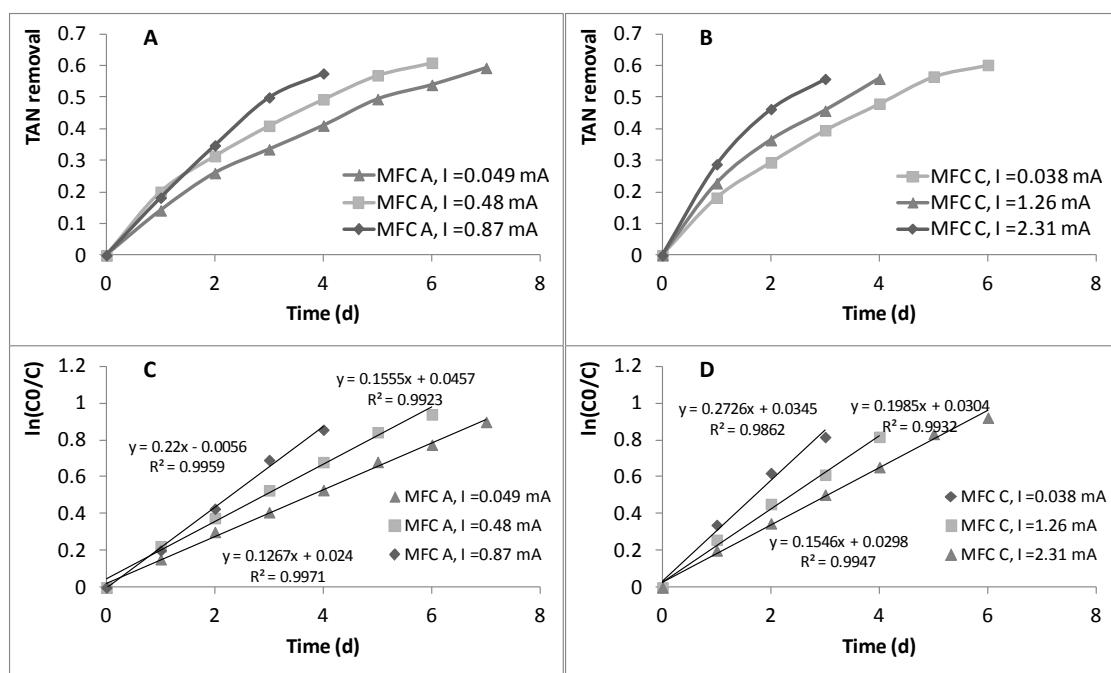 A
TAN removal
0.7
0.6
0.5
0.4
0.3
0.2
0.1
0
0 2 4 6 8
Time (d)
MFC A, I =0.049 mA
MFC A, I =0.48 mA
MFC A, I =0.87 mA
B
TAN removal
0.7
0.6
0.5
0.4
0.3
0.2
0.1
0
0 2 4 6 8
Time (d)
MFC C, I =0.038 mA
MFC C, I =1.26 mA
MFC C, I =2.31 mA
C
ln(C0/C)
1.2
1
0.8
0.6
0.4
0.2
0
0 2 4 6 8
Time (d)
y = 0.1555x + 0.0457
R² = 0.9923
y = 0.22x - 0.0056
R² = 0.9959
y = 0.1267x + 0.024
R² = 0.9971
MFC A, I =0.049 mA
MFC A, I =0.48 mA
MFC A, I =0.87 mA
D
ln(C0/C)
1.2
1
0.8
0.6
0.4
0.2
0
0 2 4 6 8
Time (d)
y = 0.2726x + 0.0345
R² = 0.9862
y = 0.1985x + 0.0304
R² = 0.9932
y = 0.1546x + 0.0298
R² = 0.9947
MFC C, I =0.038 mA
MFC C, I =1.26 mA
MFC C, I =2.31 mA